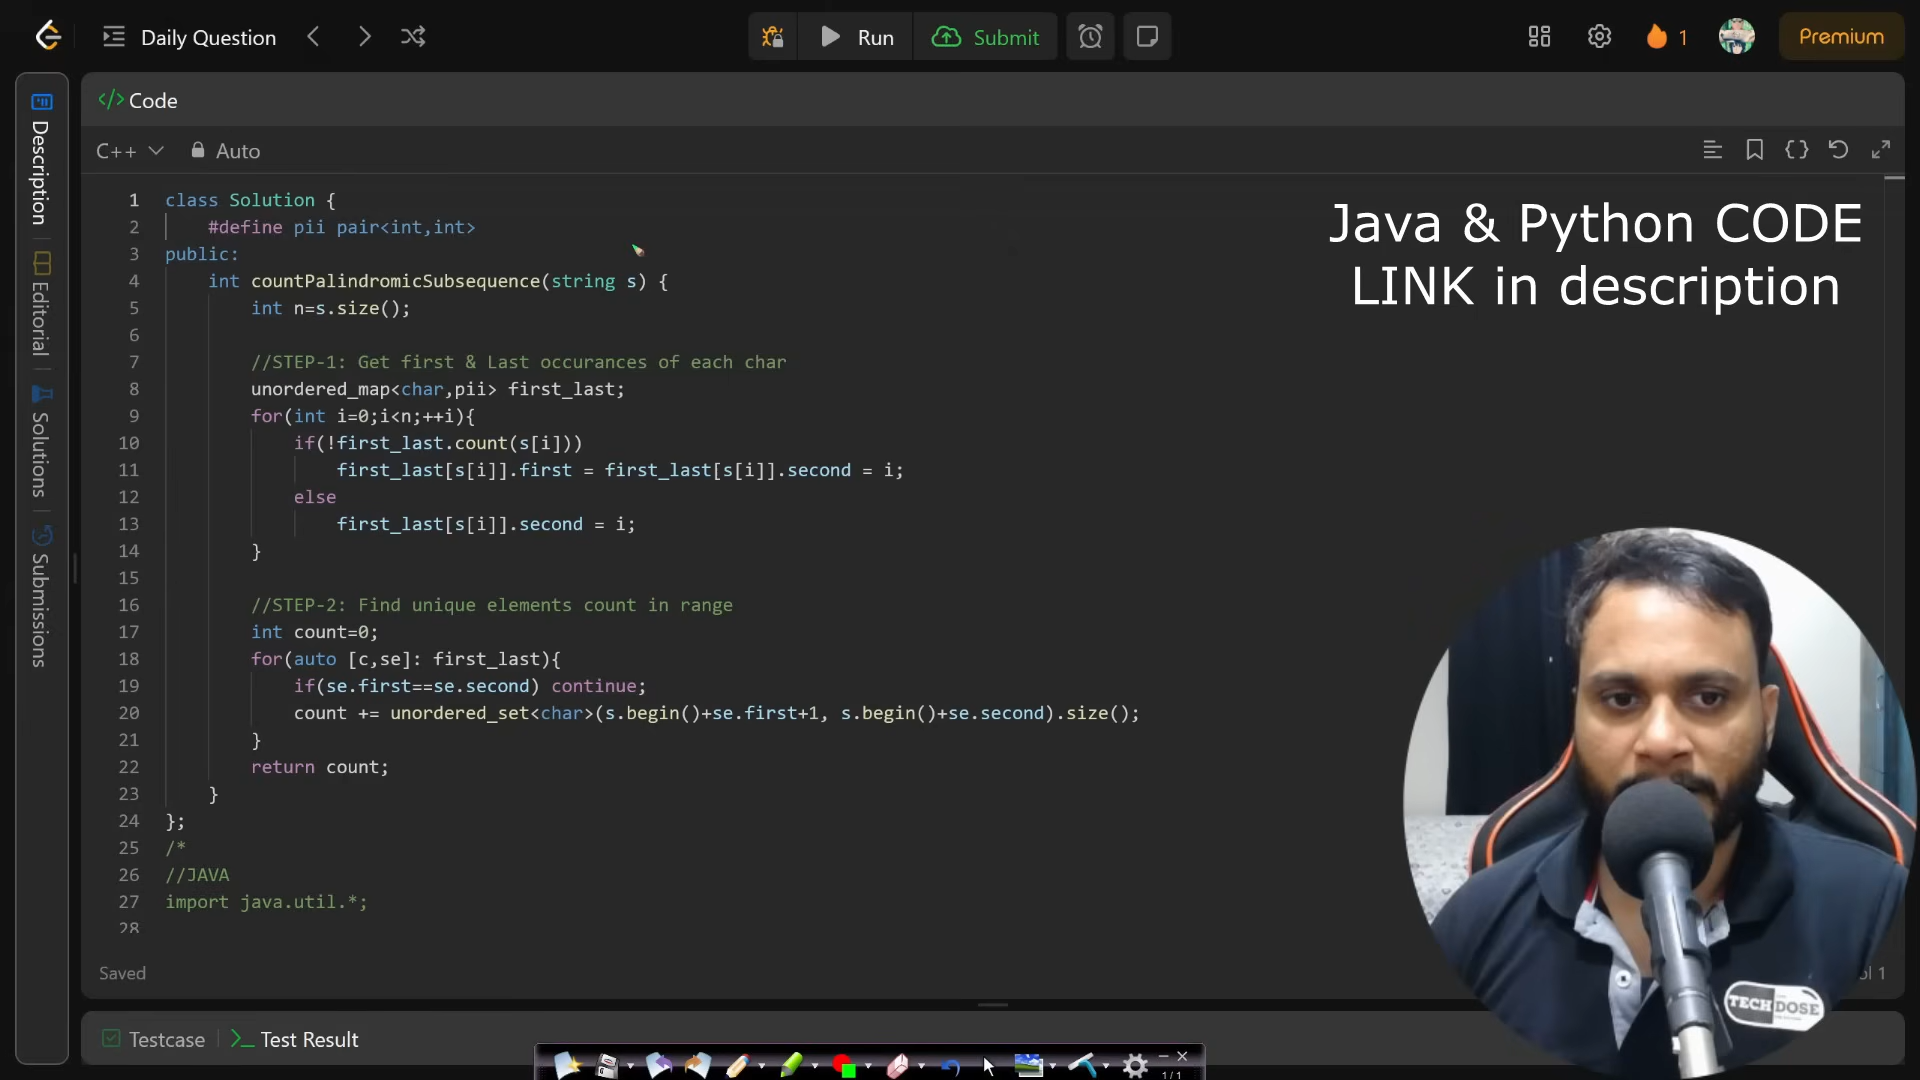 Daily Question
Run
Submit
1
Premium
Description
Editorial
Solutions
Submissions
</> Code
C++
Auto
Java & Python CODE
LINK in description
1 class Solution {
2 #define pii pair<int,int>
3 public:
4 int countPalindromicSubsequence(string s) {
5 int n=s.size();
6
7 //STEP-1: Get first & Last occurances of each char
8 unordered_map<char,pii> first_last;
9 for(int i=0;i<n;++i){
10 if(!first_last.count(s[i]))
11 first_last[s[i]].first = first_last[s[i]].second = i;
12 else
13 first_last[s[i]].second = i;
14 }
15
16 //STEP-2: Find unique elements count in range
17 int count=0;
18 for(auto [c,se]: first_last){
19 if(se.first==se.second) continue;
20 count += unordered_set<char>(s.begin()+se.first+1, s.begin()+se.second).size();
21 }
22 return count;
23 }
24 };
25 /*
26 //JAVA
27 import java.util.*;
28
Saved
ol 1
TECH DOSE
Testcase
Test Result
1/1